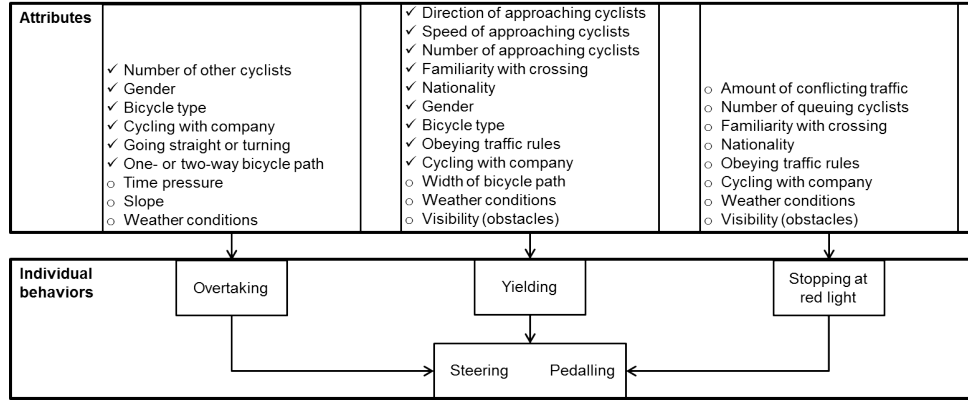 Attributes
✓ Number of other cyclists
✓ Gender
✓ Bicycle type
✓ Cycling with company
✓ Going straight or turning
✓ One- or two-way bicycle path
○ Time pressure
○ Slope
○ Weather conditions
✓ Direction of approaching cyclists
✓ Speed of approaching cyclists
✓ Number of approaching cyclists
✓ Familiarity with crossing
✓ Nationality
✓ Gender
✓ Bicycle type
✓ Obeying traffic rules
✓ Cycling with company
○ Width of bicycle path
○ Weather conditions
○ Visibility (obstacles)
○ Amount of conflicting traffic
○ Number of queuing cyclists
○ Familiarity with crossing
○ Nationality
○ Obeying traffic rules
○ Cycling with company
○ Weather conditions
○ Visibility (obstacles)
Individual
behaviors
Overtaking
Yielding
Stopping at
red light
Steering Pedalling